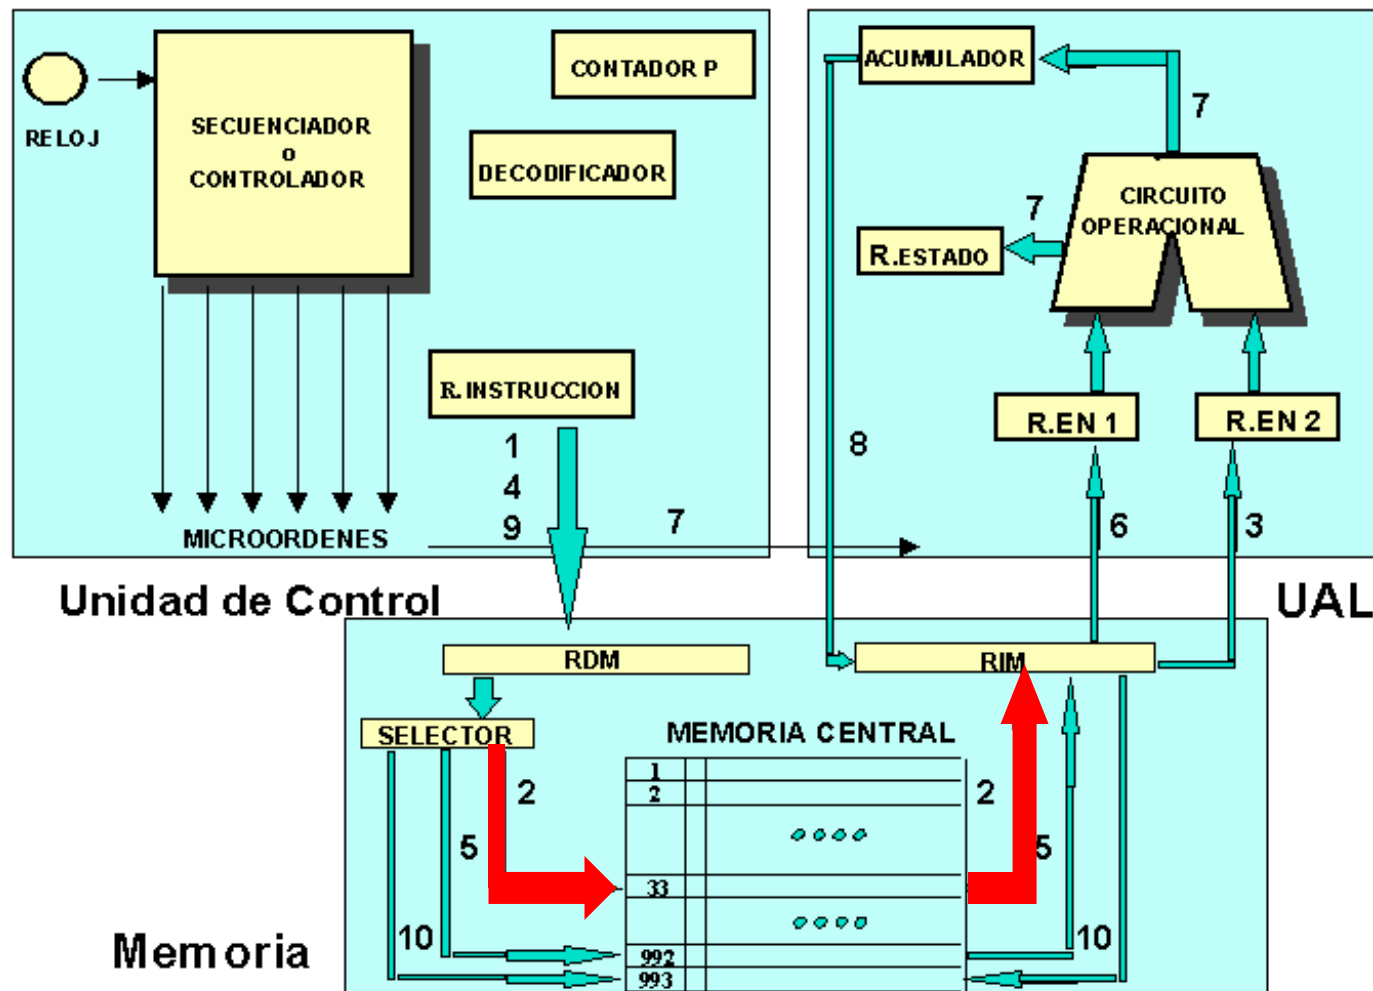 RELOJ
SECUENCIADOR
o
CONTROLADOR
CONTADOR P
DECODIFICADOR
R.INSTRUCCION
1
4
9
7
MICROORDENES
Unidad de Control
ACUMULADOR
7
CIRCUITO
OPERACIONAL
7
R.ESTADO
R.EN 1
R.EN 2
8
6
3
UAL
RDM
RIM
SELECTOR
MEMORIA CENTRAL
1
2
33
992
993
2
5
10
2
5
10
Memoria